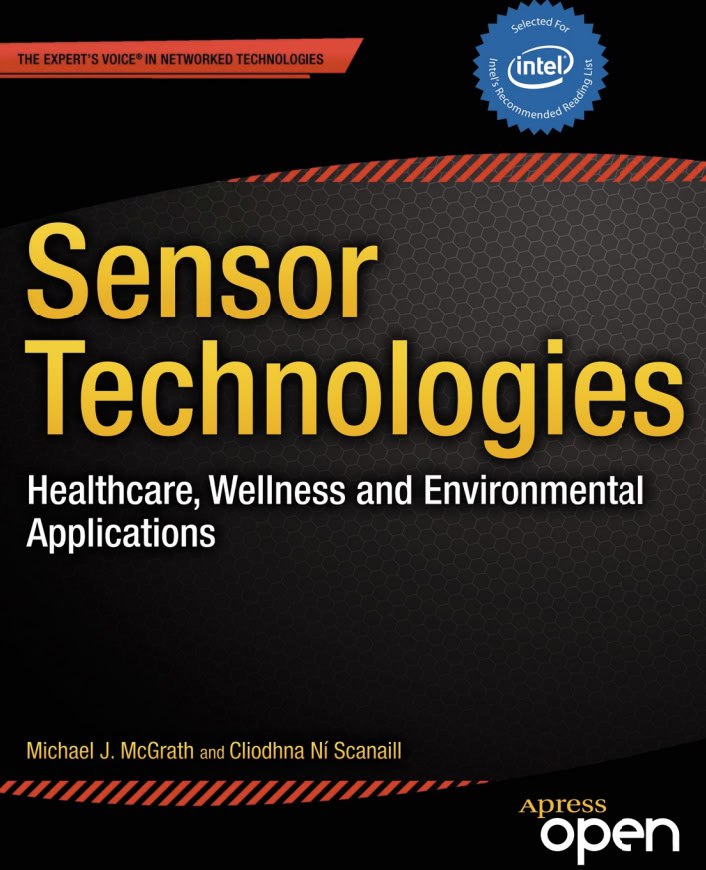 THE EXPERT'S VOICE® IN NETWORKED TECHNOLOGIES
Selected For
intel
Intel's Recommended Reading List
Sensor
Technologies
Healthcare, Wellness and Environmental
Applications
Michael J. McGrath and Cliodhna Ní Scanaill
Apress
open